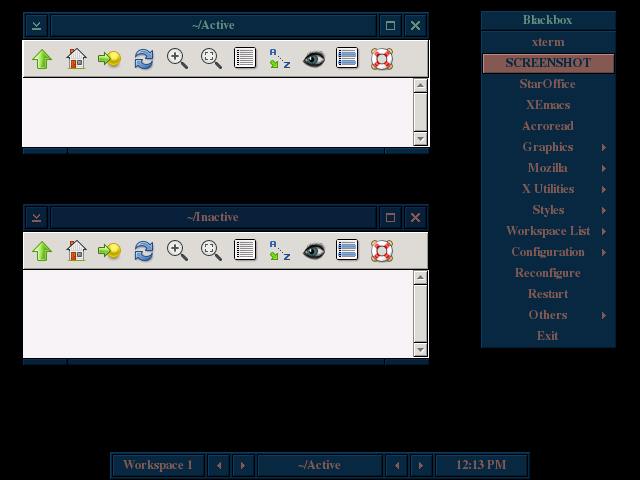 ~/Active
A
Z
~/Inactive
A
Z
Blackbox
xterm
SCREENSHOT
StarOffice
XEmacs
Acroread
Graphics
Mozilla
X Utilities
Styles
Workspace List
Configuration
Reconfigure
Restart
Others
Exit
Workspace 1
~/Active
12:13 PM